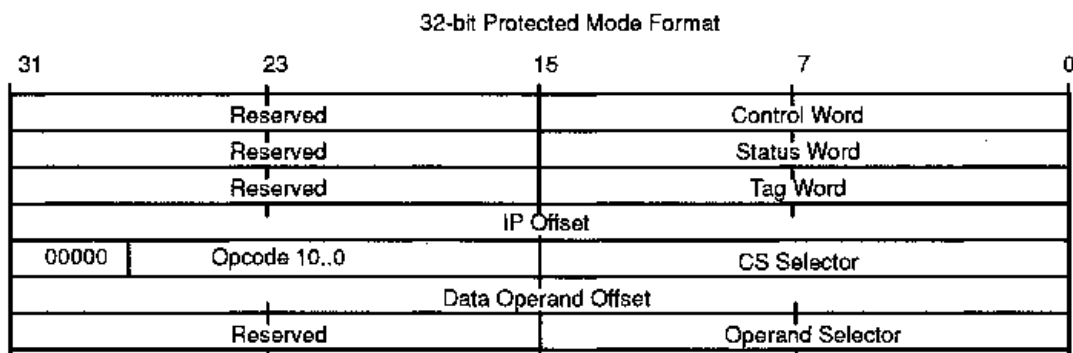 32-bit Protected Mode Format
31 23 15 7 0
Reserved Control Word
Reserved Status Word
Reserved Tag Word
IP Offset
00000 Opcode 10..0 CS Selector
Data Operand Offset
Reserved Operand Selector